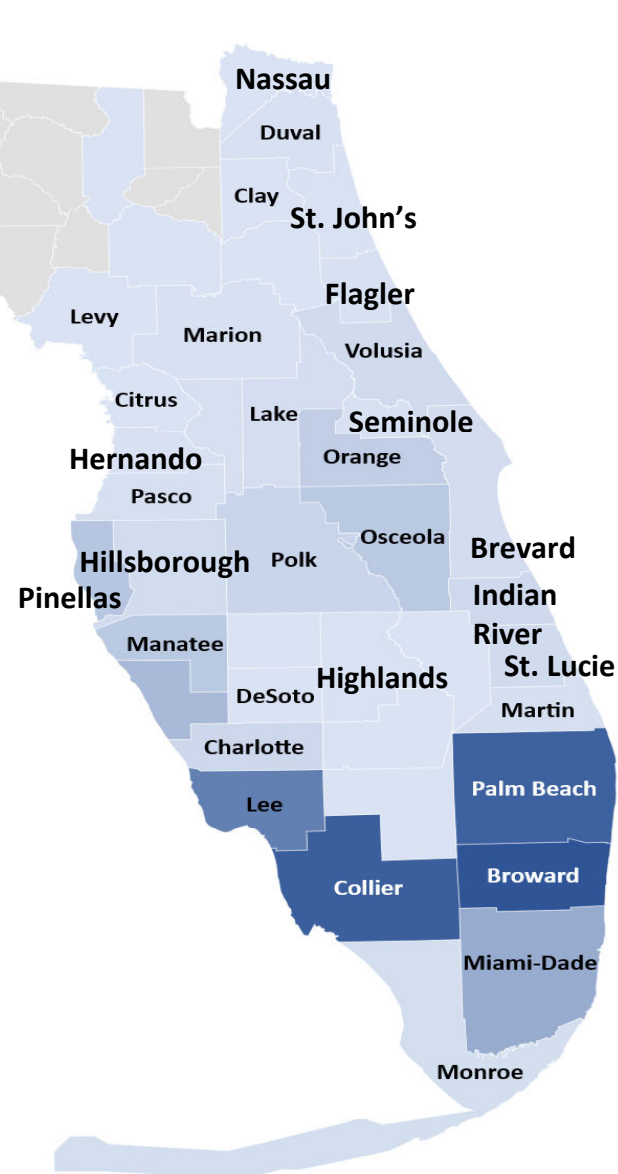 Nassau
Duval
Clay
St. John’s
Flagler
Levy
Marion
Volusia
Citrus
Lake
Seminole
Hernando
Orange
Pasco
Osceola
Brevard
Hillsborough
Polk
Pinellas
Indian
River
Manatee
St. Lucie
Highlands
DeSoto
Martin
Charlotte
Palm Beach
Lee
Broward
Collier
Miami-Dade
Monroe